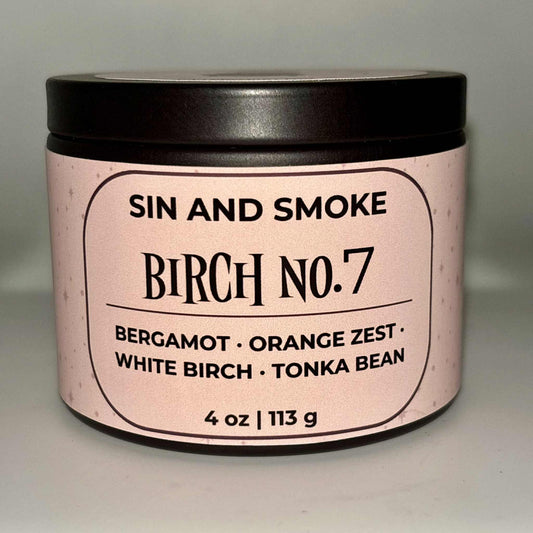 SIN AND SMOKE
BIRCH NO.7
BERGAMOT · ORANGE ZEST ·
WHITE BIRCH · TONKA BEAN
4 oz | 113 g